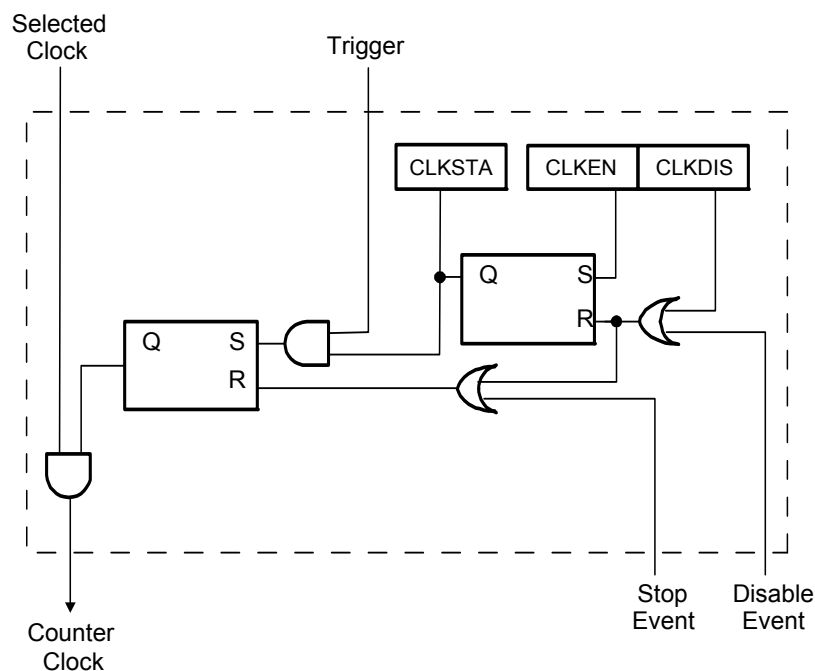 Selected
Clock
Trigger
CLKSTA
CLKEN
CLKDIS
Q
S
R
Q
S
R
Stop
Event
Disable
Event
Counter
Clock